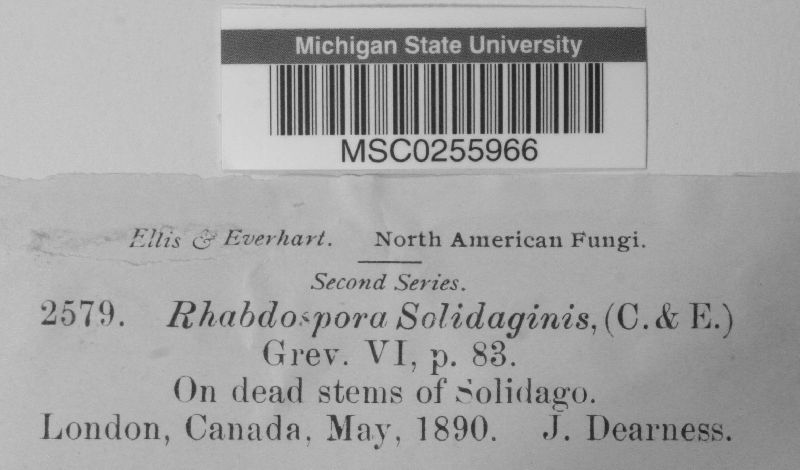 Michigan State University
MSC0255966
Ellis & Everhart. North American Fungi.
Second Series.
2579. Rhabdospora Solidaginis, (C. & E.)
Grev. VI, p. 83.
On dead stems of Solidago.
London, Canada, May, 1890. J. Dearness.